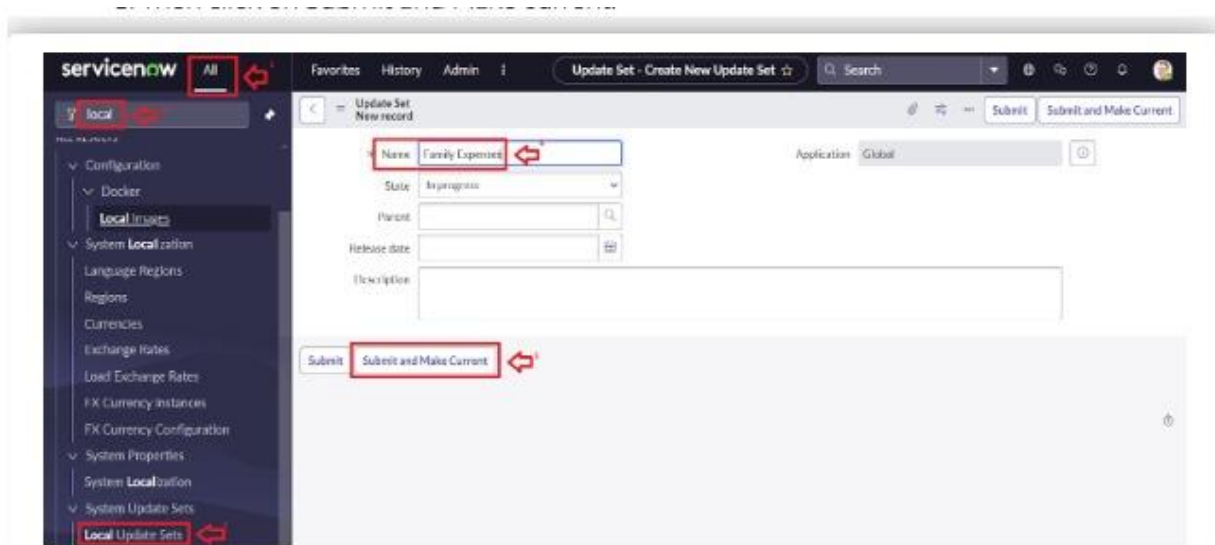 servicenow All Favorites History Admin Update Set - Create New Update Set ☆ Search
local Update Set
New record Submit Submit and Make Current
ALL RESULTS
Name Family Expenses Application Global
Configuration
State In progress
Docker
Local Images Parent
System Localization Release date
Language Regions Description
Regions
Currencies
Exchange Rates Submit Submit and Make Current
Load Exchange Rates
FX Currency Instances
FX Currency Configuration
System Properties
System Localization
System Update Sets
Local Update Sets